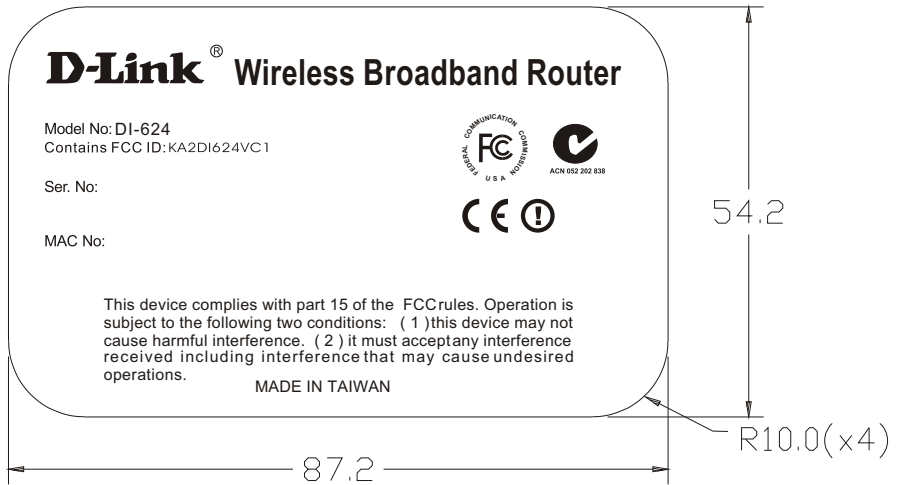 D-Link® Wireless Broadband Router
Model No: DI-624
Contains FCC ID: KA2DI624VC1
FEDERAL COMMUNICATION COMMISSION
FC
USA
ACN 052 202 838
Ser. No:
CE
MAC No:
This device complies with part 15 of the FCC rules. Operation is
subject to the following two conditions: ( 1 ) this device may not
cause harmful interference. ( 2 ) it must accept any interference
received including interference that may cause undesired
operations.
MADE IN TAIWAN
54.2
R10.0(x4)
87.2